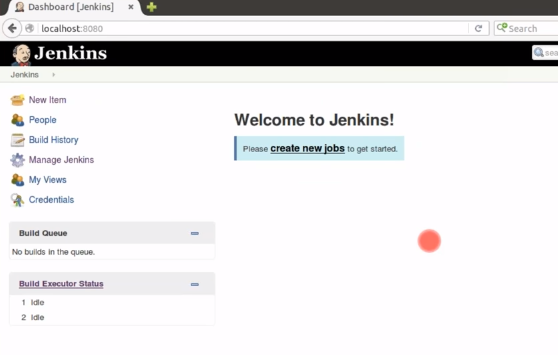 Dashboard [Jenkins]
localhost:8080
Search
Jenkins
Jenkins
New Item
People
Build History
Manage Jenkins
My Views
Credentials
Welcome to Jenkins!
Please create new jobs to get started.
Build Queue
No builds in the queue.
Build Executor Status
1 Idle
2 Idle